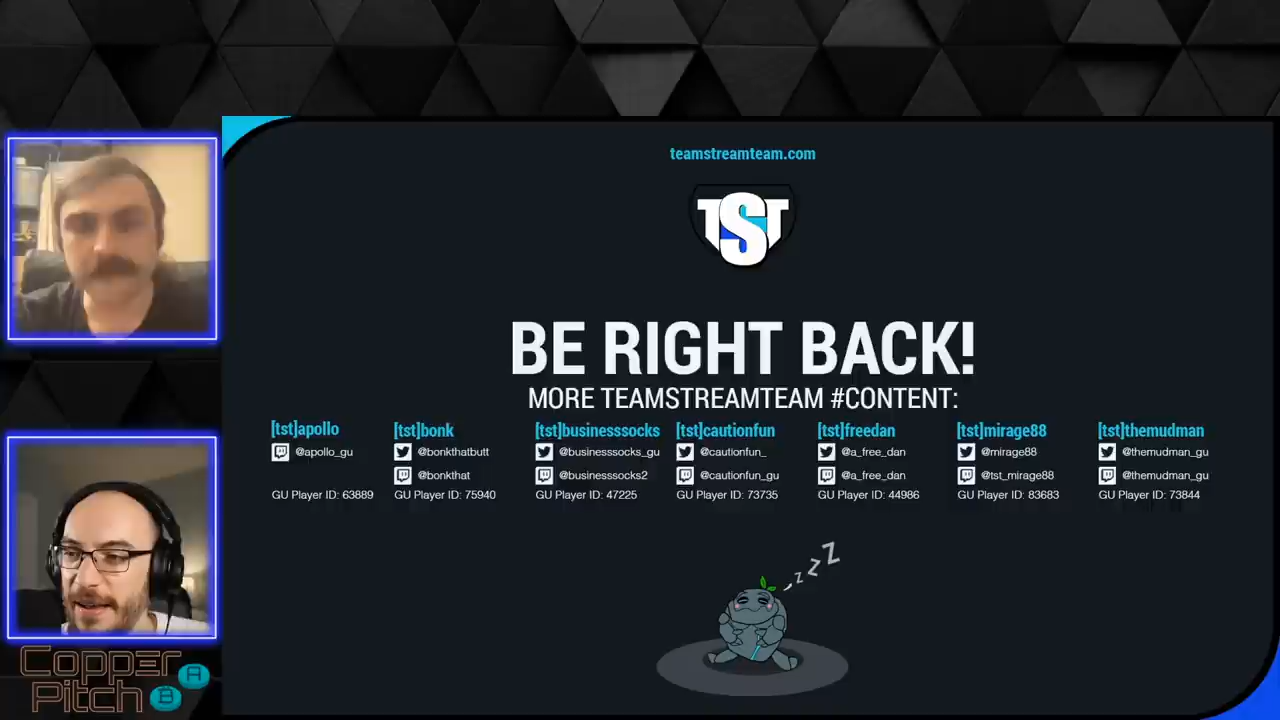 teamstreamteam.com
TST
BE RIGHT BACK!
MORE TEAMSTREAMTEAM #CONTENT:
[tst]apollo
@apollo_gu
GU Player ID: 63889
[tst]bonk
@bonkthatbutt
@bonkthat
GU Player ID: 75940
[tst]businesssocks
@businesssocks_gu
@businesssocks2
GU Player ID: 47225
[tst]cautionfun
@cautionfun_
@cautionfun_gu
GU Player ID: 73735
[tst]freedan
@a_free_dan
@a_free_dan
GU Player ID: 44986
[tst]mirage88
@mirage88
@tst_mirage88
GU Player ID: 83683
[tst]themudman
@themudman_gu
@themudman_gu
GU Player ID: 73844
z z Z
Copper
Pitch
A
B